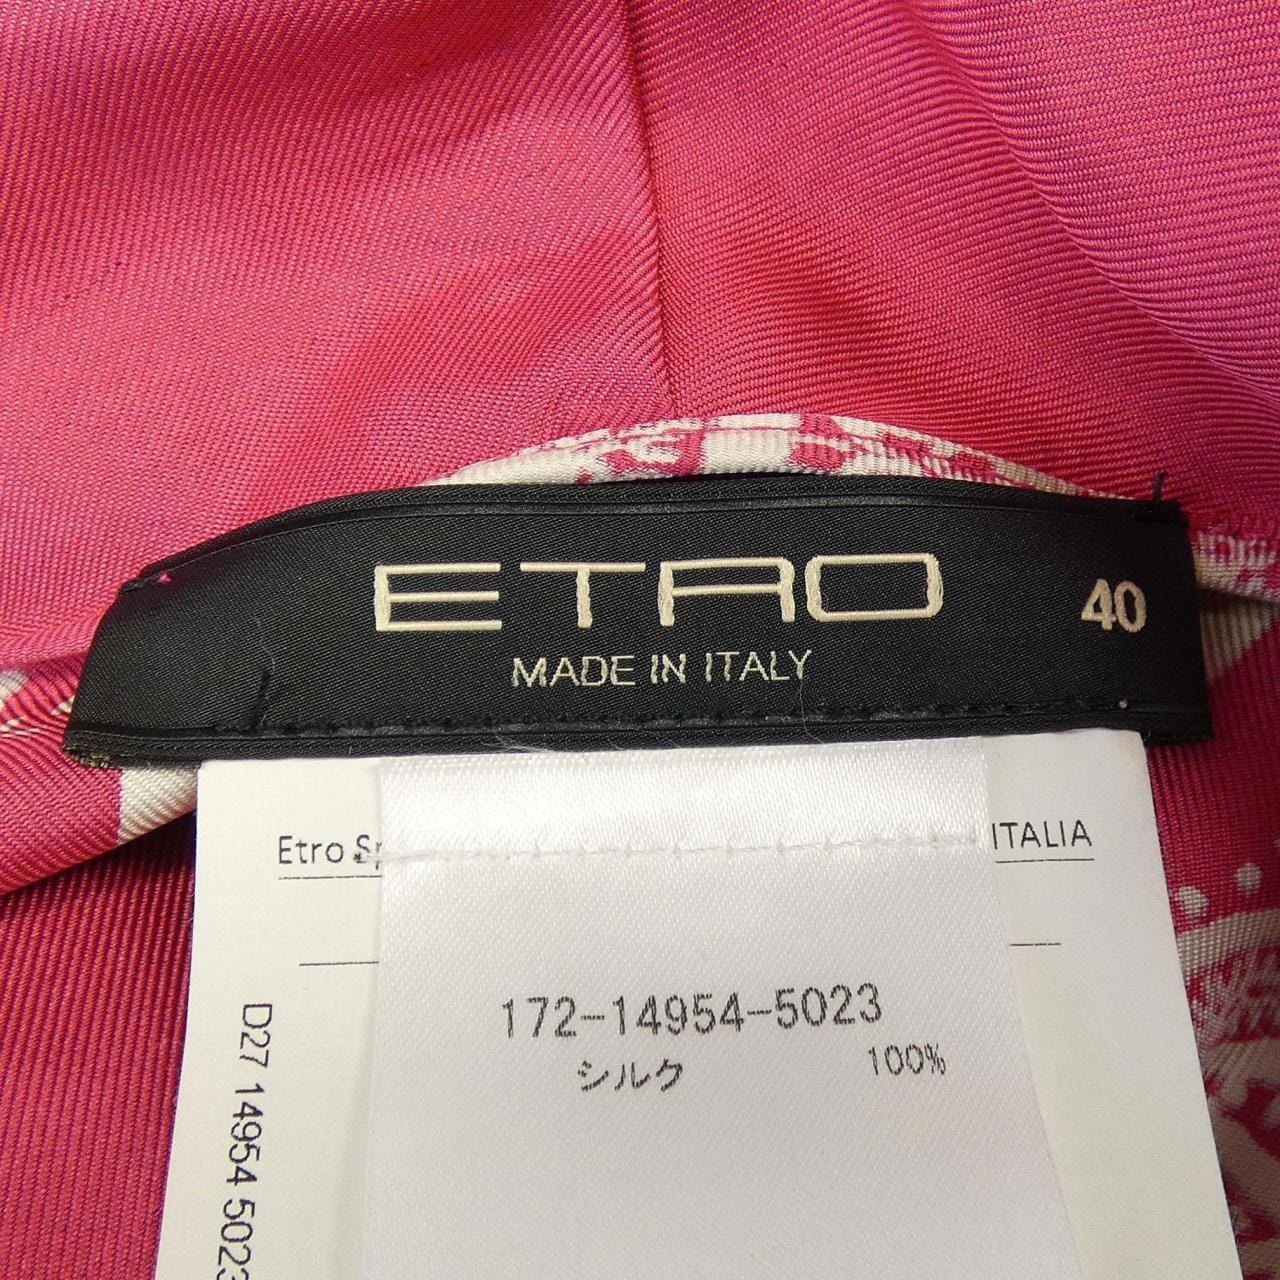 ETRO 40
MADE IN ITALY
Etro ITALIA
172-14954-5023
シルク 100%
D27 14954 5023